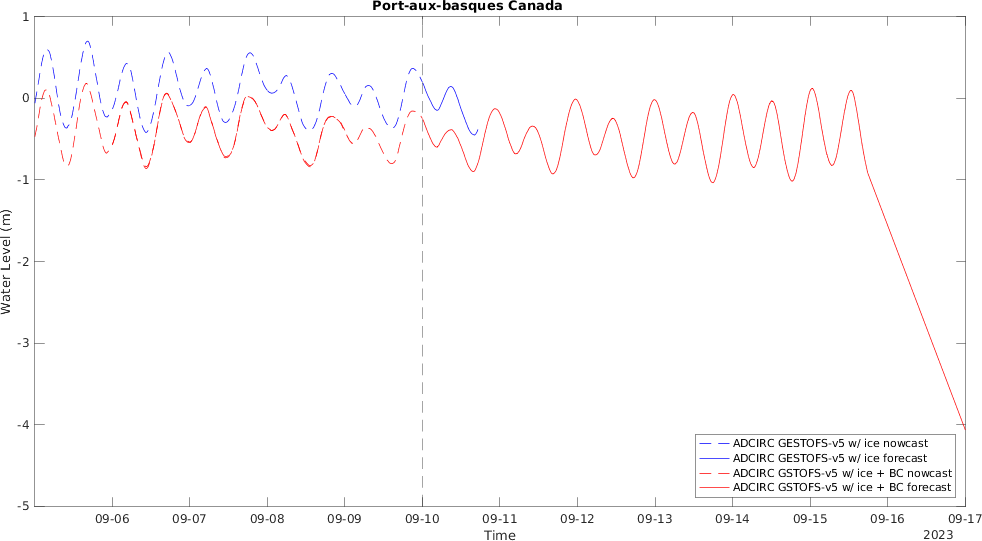 Port-aux-basques Canada
Water Level (m)
1
0
-1
-2
-3
-4
-5
ADCIRC GESTOFS-v5 w/ ice nowcast
ADCIRC GESTOFS-v5 w/ ice forecast
ADCIRC GSTOFS-v5 w/ ice + BC nowcast
ADCIRC GSTOFS-v5 w/ ice + BC forecast
09-06 09-07 09-08 09-09 09-10 09-11 09-12 09-13 09-14 09-15 09-16 09-17
Time
2023